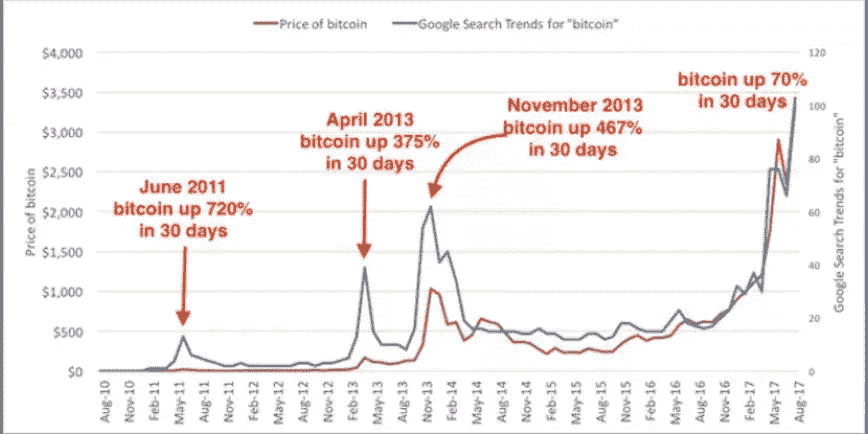 Price of bitcoin
Google Search Trends for "bitcoin"
$4,000
$3,500
$3,000
$2,500
$2,000
$1,500
$1,000
$500
$0
Price of bitcoin
120
100
80
60
40
20
0
Google Search Trends for "bitcoin"
June 2011
bitcoin up 720%
in 30 days
April 2013
bitcoin up 375%
in 30 days
November 2013
bitcoin up 467%
in 30 days
bitcoin up 70%
in 30 days
Aug-10
Nov-10
Feb-11
May-11
Aug-11
Nov-11
Feb-12
May-12
Aug-12
Nov-12
Feb-13
May-13
Aug-13
Nov-13
Feb-14
May-14
Aug-14
Nov-14
Feb-15
May-15
Aug-15
Nov-15
Feb-16
May-16
Aug-16
Nov-16
Feb-17
May-17
Aug-17